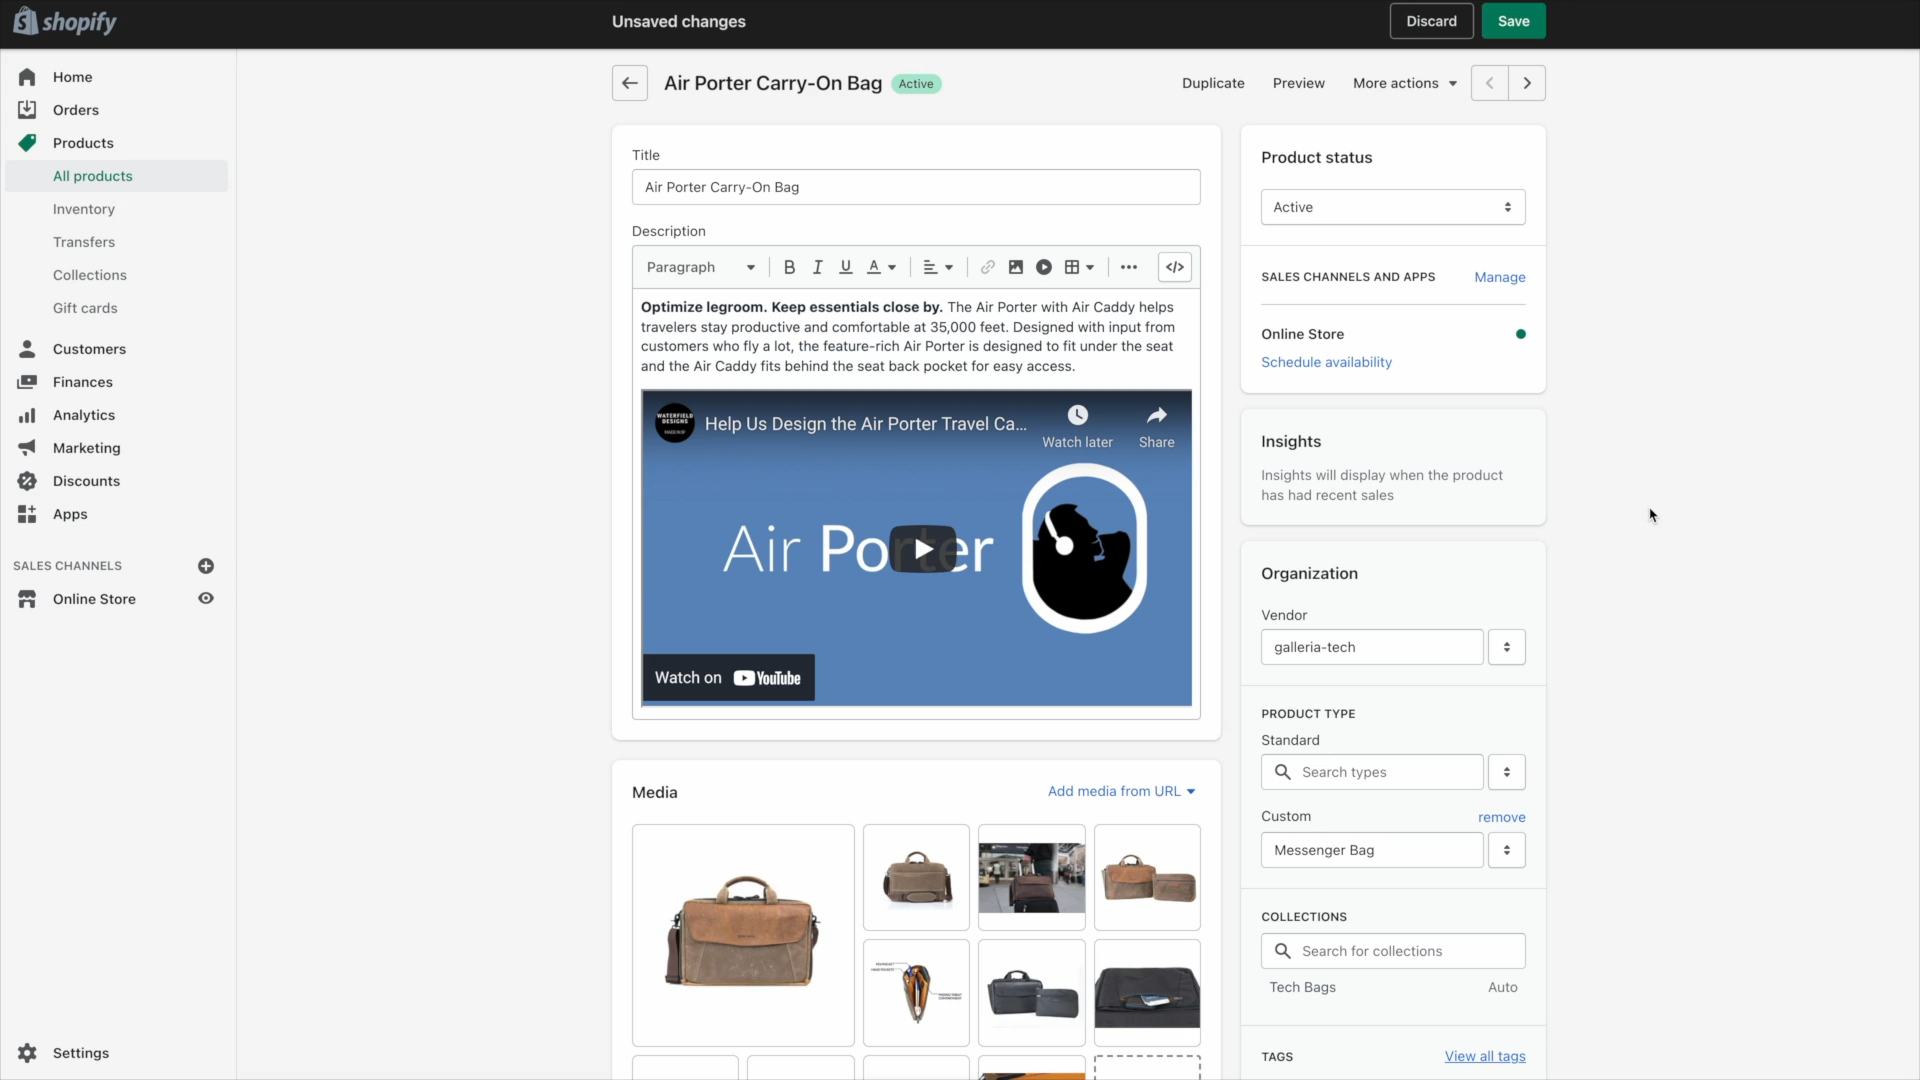 shopify
Unsaved changes
Discard
Save
Home
Orders
Products
All products
Inventory
Transfers
Collections
Gift cards
Customers
Finances
Analytics
Marketing
Discounts
Apps
SALES CHANNELS
Online Store
Settings
Air Porter Carry-On Bag
Active
Duplicate
Preview
More actions
Title
Air Porter Carry-On Bag
Description
Paragraph
B
I
U
A
</>
Optimize legroom. Keep essentials close by. The Air Porter with Air Caddy helps
travelers stay productive and comfortable at 35,000 feet. Designed with input from
customers who fly a lot, the feature-rich Air Porter is designed to fit under the seat
and the Air Caddy fits behind the seat back pocket for easy access.
WATERFIELD
DESIGNS
MADE IN SF
Help Us Design the Air Porter Travel Ca...
Watch later
Share
Air Porter
Watch on YouTube
Media
Add media from URL
Product status
Active
SALES CHANNELS AND APPS
Manage
Online Store
Schedule availability
Insights
Insights will display when the product
has had recent sales
Organization
Vendor
galleria-tech
PRODUCT TYPE
Standard
Search types
Custom
remove
Messenger Bag
COLLECTIONS
Search for collections
Tech Bags
Auto
TAGS
View all tags